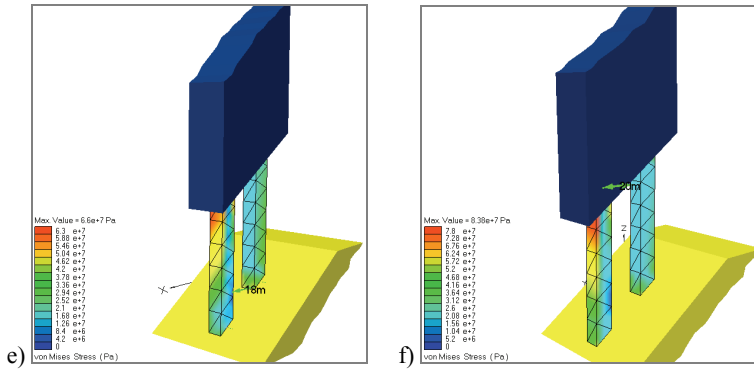 18m
X
Max. Value = 6.6e+7 Pa
6.3 e+7
5.88 e+7
5.46 e+7
5.04 e+7
4.62 e+7
4.2 e+7
3.78 e+7
3.36 e+7
2.94 e+7
2.52 e+7
2.1 e+7
1.68 e+7
1.26 e+7
8.4 e+6
4.2 e+6
0
von Mises Stress ( Pa )
e)
20m
Z
Max. Value = 8.38e+7 Pa
7.8 e+7
7.28 e+7
6.76 e+7
6.24 e+7
5.72 e+7
5.2 e+7
4.68 e+7
4.16 e+7
3.64 e+7
3.12 e+7
2.6 e+7
2.08 e+7
1.56 e+7
1.04 e+7
5.2 e+6
0
von Mises Stress ( Pa )
f)